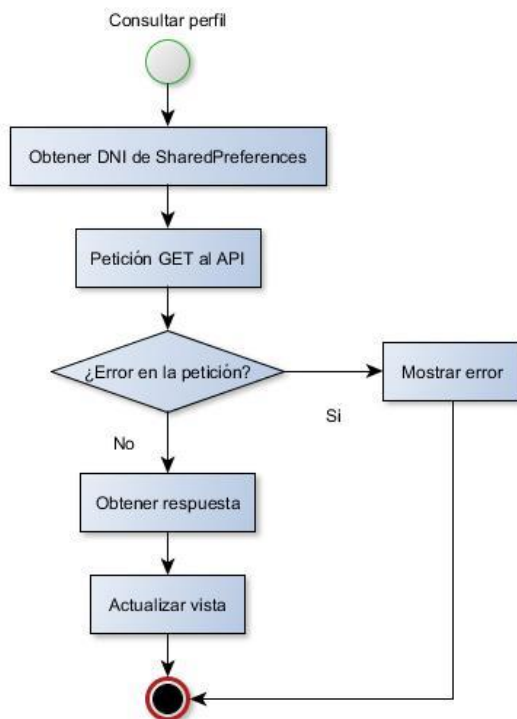 Consultar perfil
Obtener DNI de SharedPreferences
Petición GET al API
¿Error en la petición?
Mostrar error
Si
No
Obtener respuesta
Actualizar vista